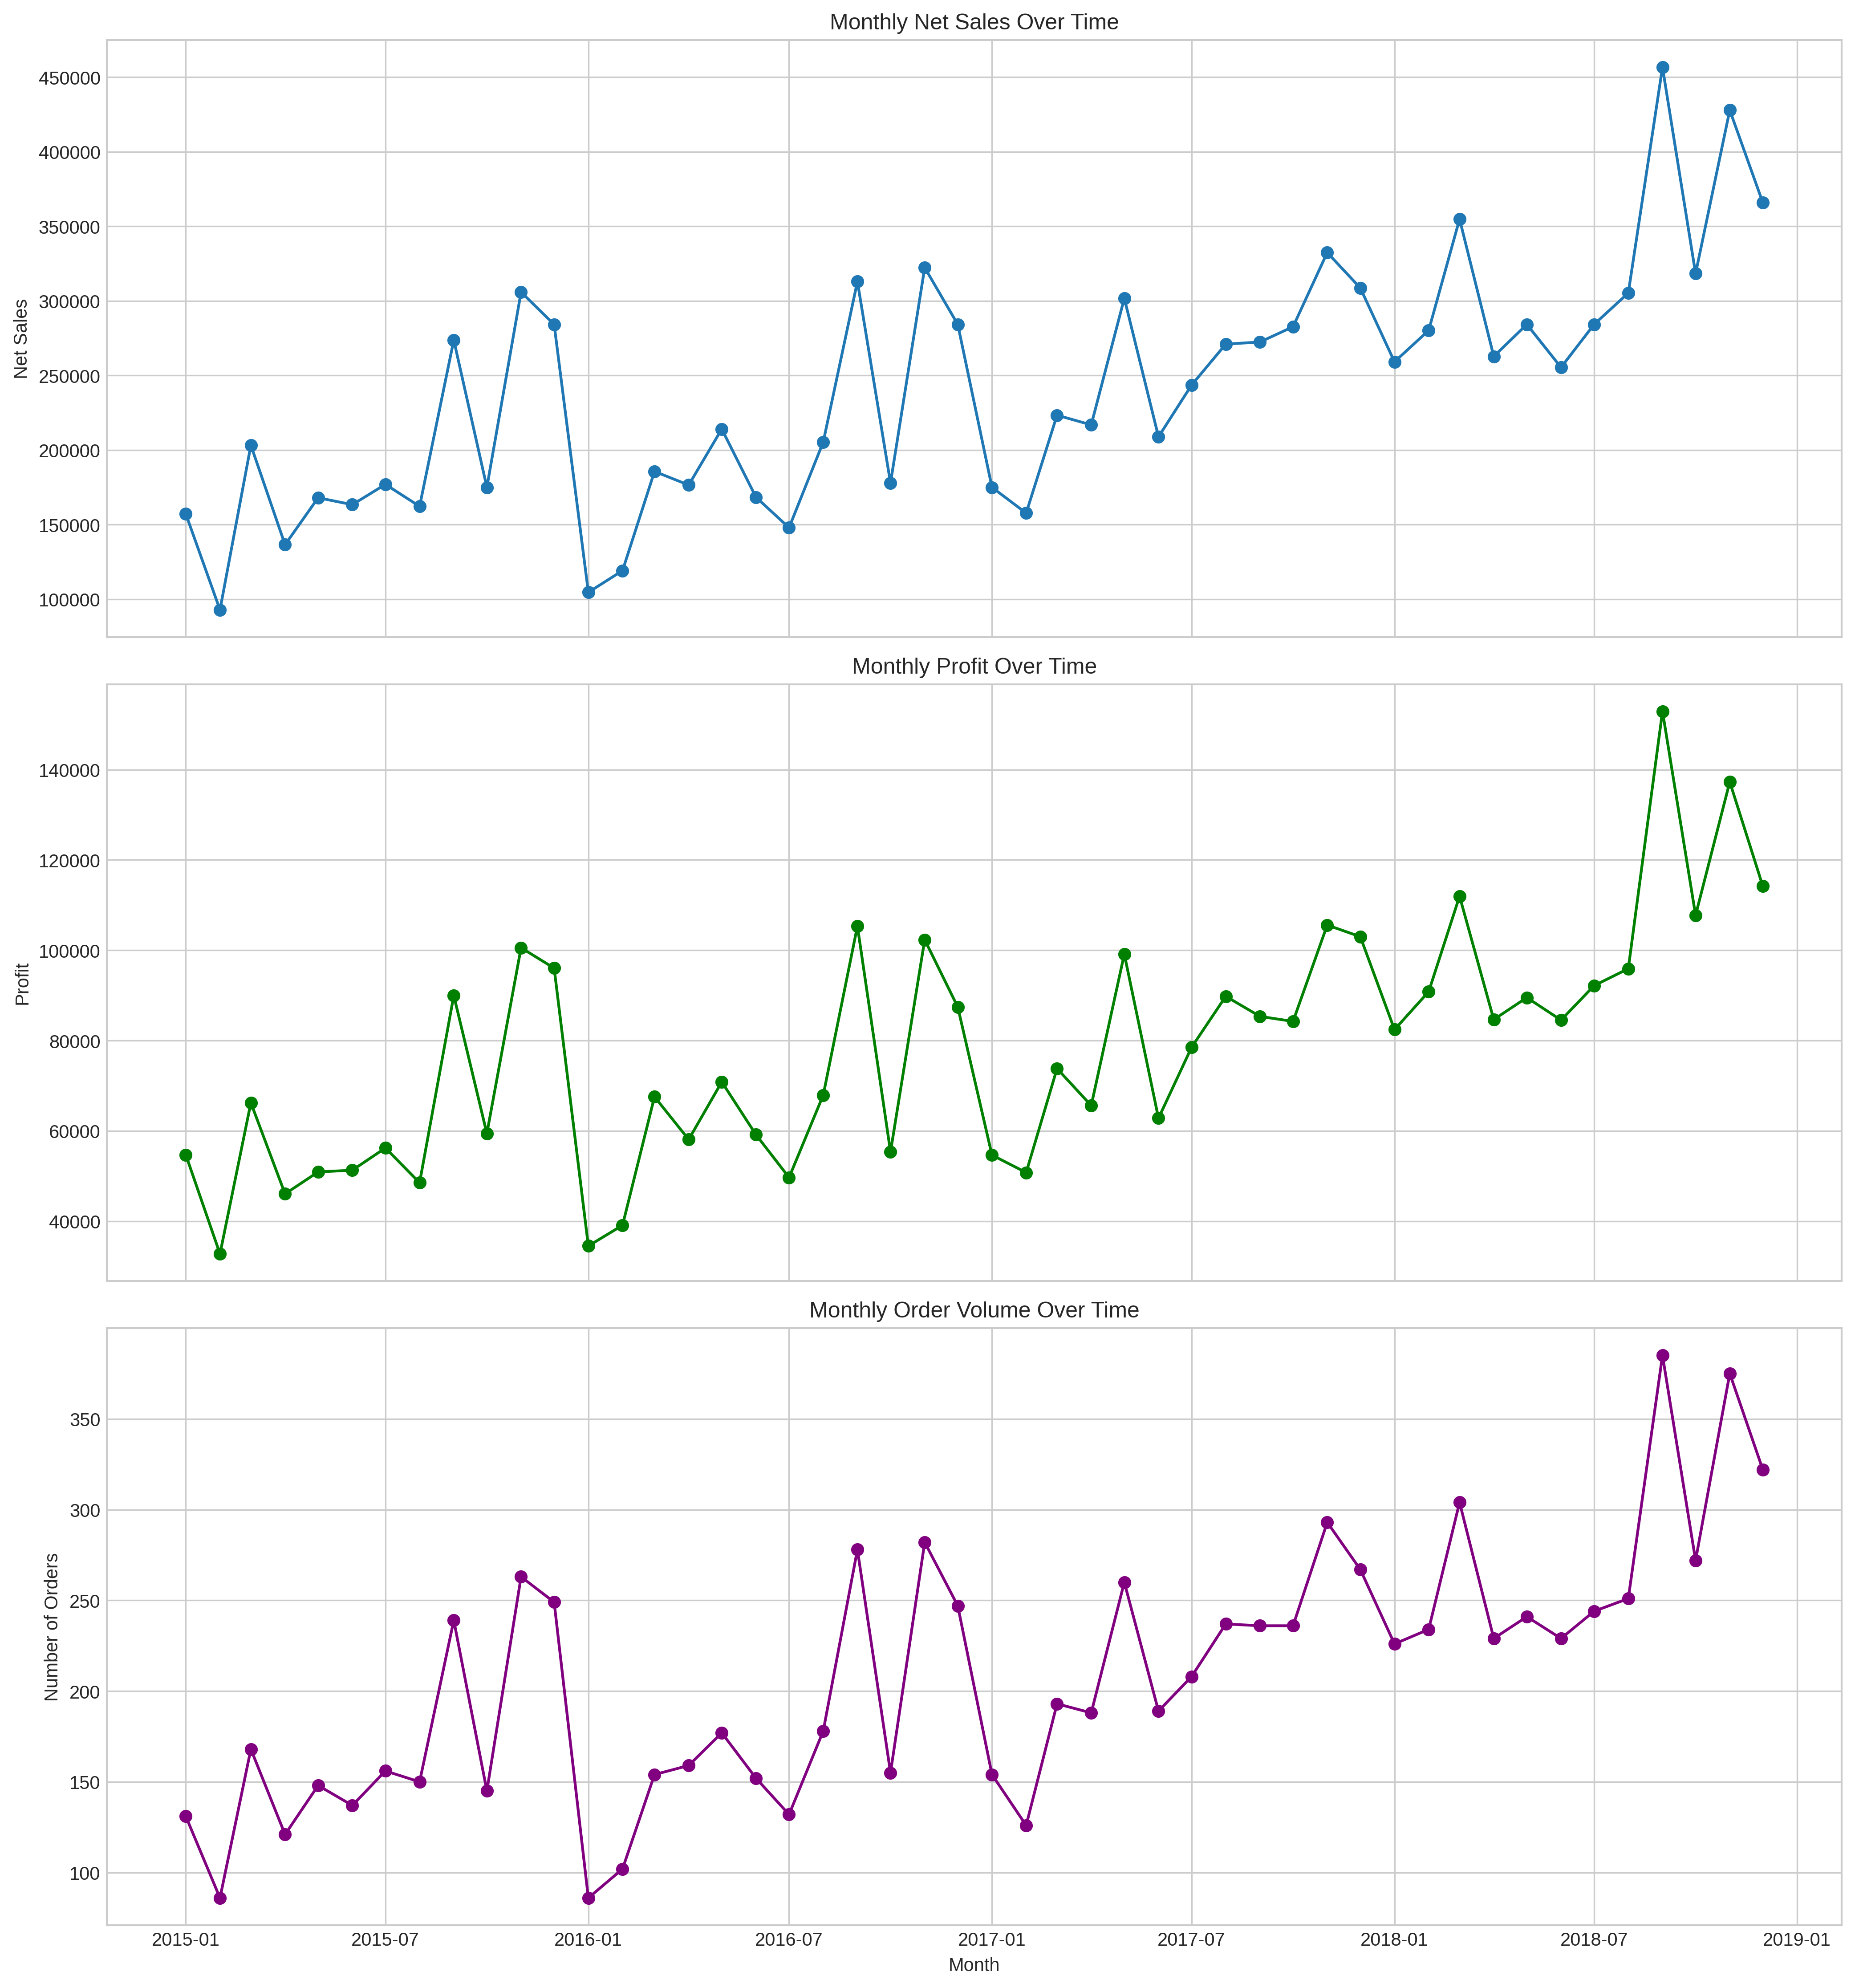 Monthly Net Sales Over Time
450000
400000
350000
300000
250000
200000
150000
100000
Net Sales
Monthly Profit Over Time
140000
120000
100000
80000
60000
40000
Profit
Monthly Order Volume Over Time
350
300
250
200
150
100
Number of Orders
2015-01 2015-07 2016-01 2016-07 2017-01 2017-07 2018-01 2018-07 2019-01
Month